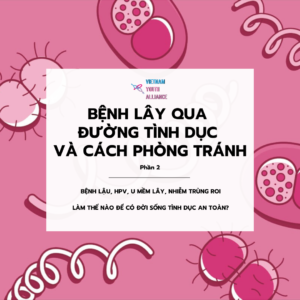 VIETNAM
YOUTH
ALLIANCE
BỆNH LÂY QUA
ĐƯỜNG TÌNH DỤC
VÀ CÁCH PHÒNG TRÁNH
Phần 2
BỆNH LẬU, HPV, U MỀM LÂY, NHIỄM TRÙNG ROI
LÀM THẾ NÀO ĐỂ CÓ ĐỜI SỐNG TÌNH DỤC AN TOÀN?